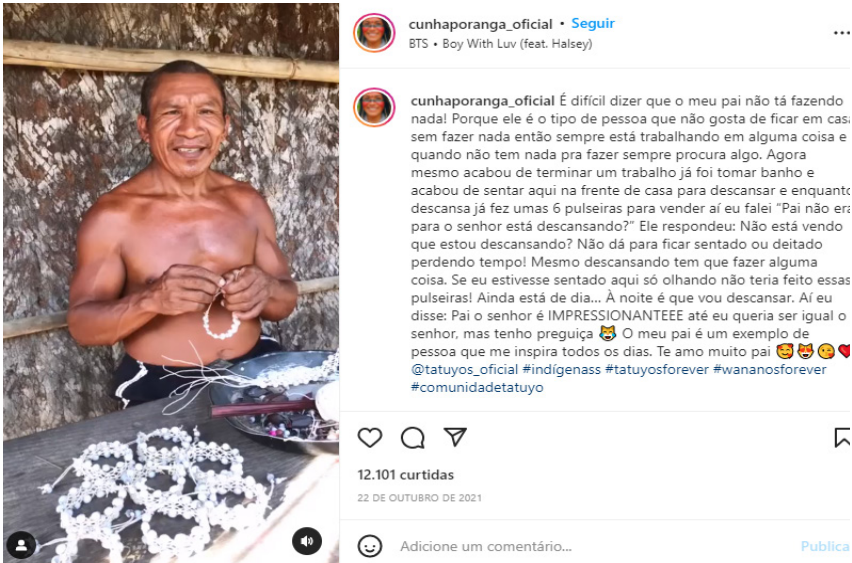 cunhaporanga_oficial • Seguir
BTS • Boy With Luv (feat. Halsey)
cunhaporanga_oficial É difícil dizer que o meu pai não tá fazendo
nada! Porque ele é o tipo de pessoa que não gosta de ficar em casa
sem fazer nada então sempre está trabalhando em alguma coisa e
quando não tem nada pra fazer sempre procura algo. Agora
mesmo acabou de terminar um trabalho já foi tomar banho e
acabou de sentar aqui na frente de casa para descansar e enquanto
descansa já fez umas 6 pulseiras para vender aí eu falei “Pai não era
para o senhor está descansando?” Ele respondeu: Não está vendo
que estou descansando? Não dá para ficar sentado ou deitado
perdendo tempo! Mesmo descansando tem que fazer alguma
coisa. Se eu estivesse sentado aqui só olhando não teria feito essas
pulseiras! Ainda está de dia... À noite é que vou descansar. Aí eu
disse: Pai o senhor é IMPRESSIONANTEEE até eu queria ser igual o
senhor, mas tenho preguiça 😹 O meu pai é um exemplo de
pessoa que me inspira todos os dias. Te amo muito pai 🥰😻😘❤
@tatuyos_oficial #indígenass #tatuyosforever #wananosforever
#comunidadetatuyo
12.101 curtidas
22 DE OUTUBRO DE 2021
Adicione um comentário... Publica